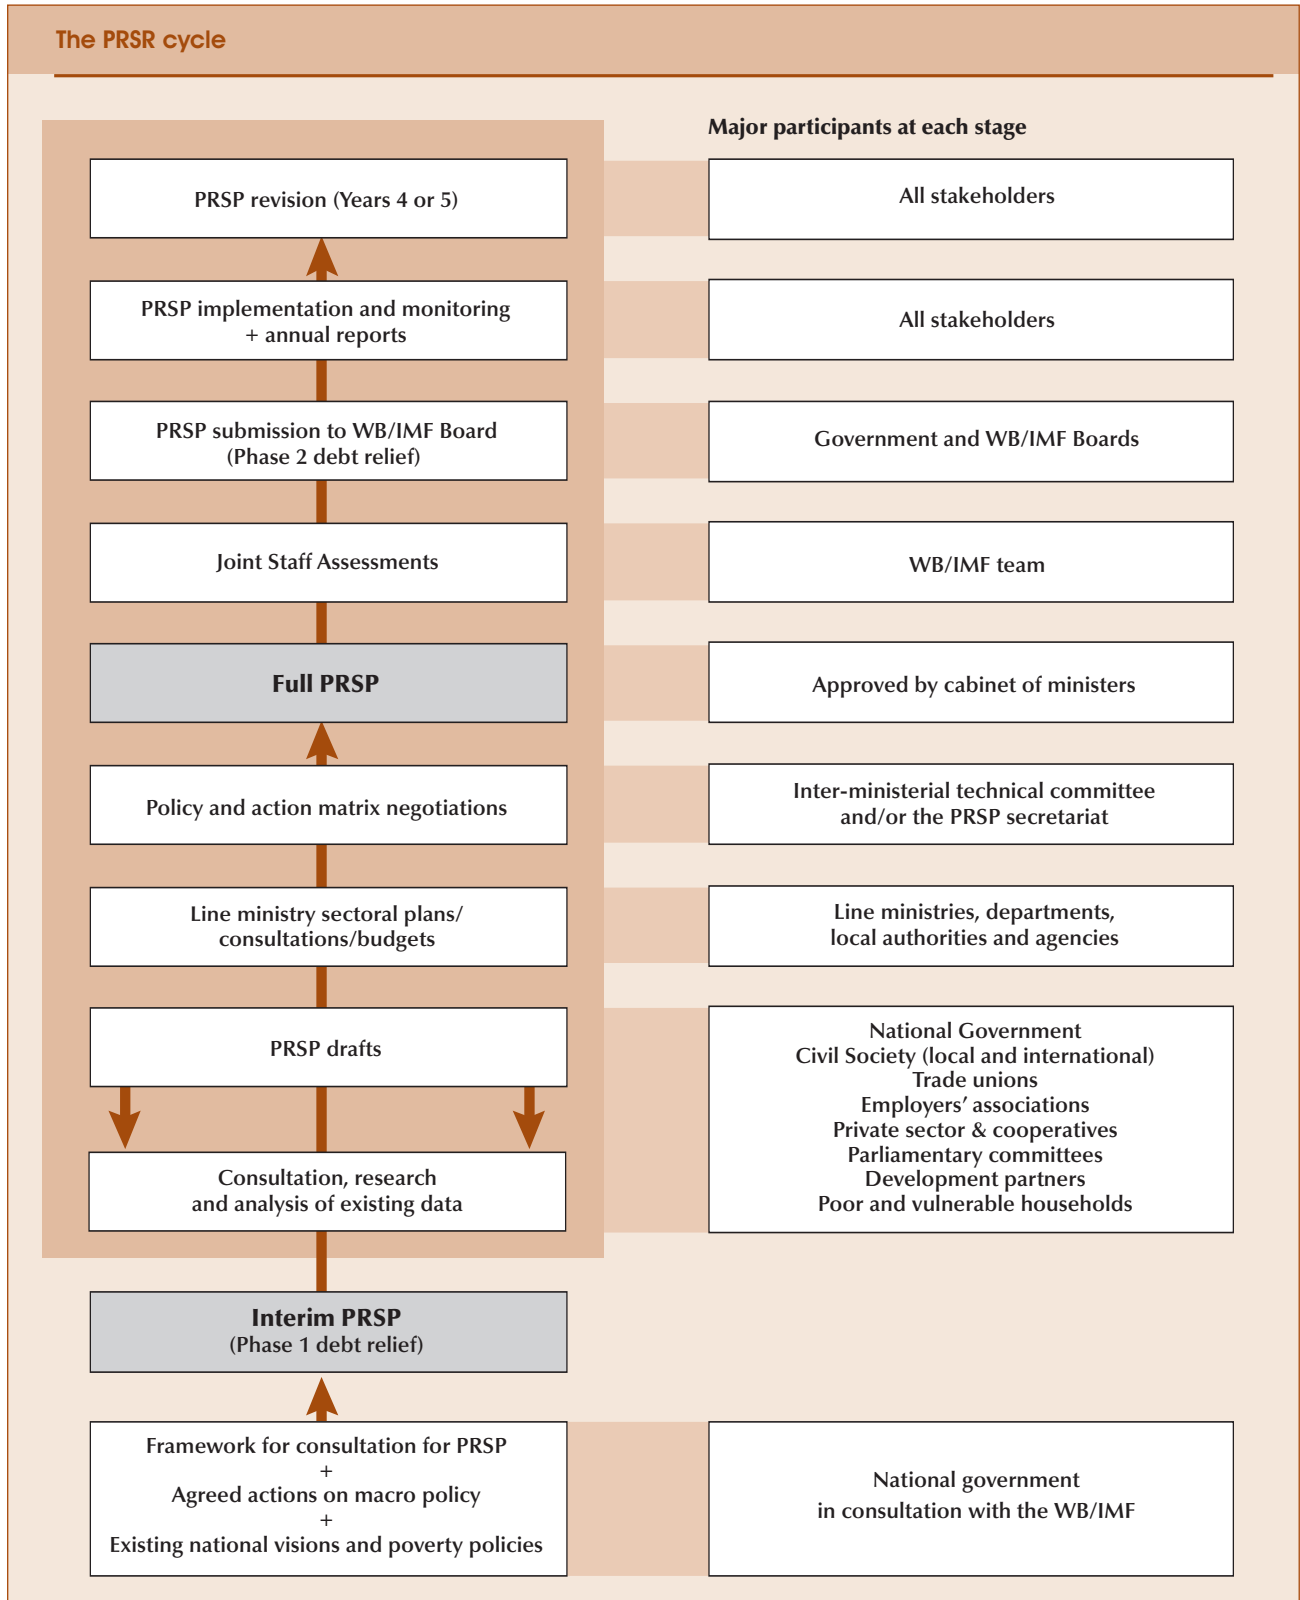 The PRSR cycle
Major participants at each stage
PRSP revision (Years 4 or 5)
All stakeholders
PRSP implementation and monitoring
+ annual reports
All stakeholders
PRSP submission to WB/IMF Board
(Phase 2 debt relief)
Government and WB/IMF Boards
Joint Staff Assessments
WB/IMF team
Full PRSP
Approved by cabinet of ministers
Policy and action matrix negotiations
Inter-ministerial technical committee
and/or the PRSP secretariat
Line ministry sectoral plans/
consultations/budgets
Line ministries, departments,
local authorities and agencies
PRSP drafts
Consultation, research
and analysis of existing data
National Government
Civil Society (local and international)
Trade unions
Employers’ associations
Private sector & cooperatives
Parliamentary committees
Development partners
Poor and vulnerable households
Interim PRSP
(Phase 1 debt relief)
Framework for consultation for PRSP
+
Agreed actions on macro policy
+
Existing national visions and poverty policies
National government
in consultation with the WB/IMF